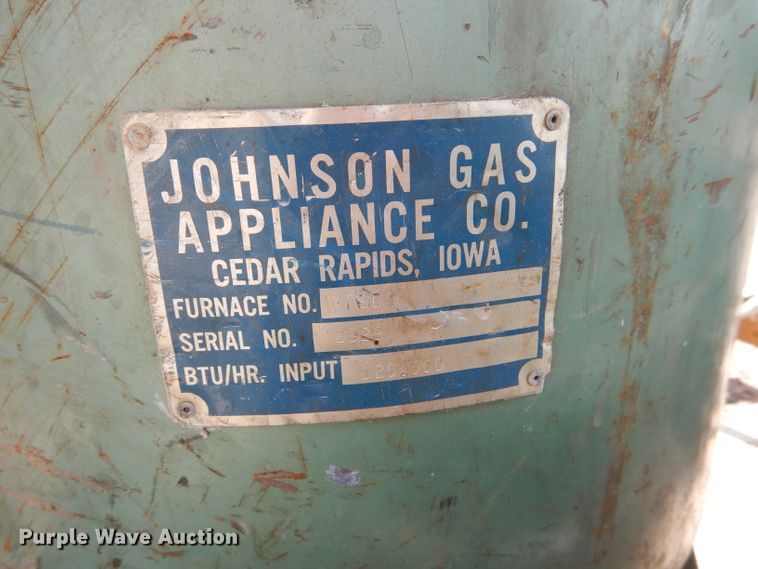 JOHNSON GAS
APPLIANCE CO.
CEDAR RAPIDS, IOWA
FURNACE NO.
SERIAL NO.
BTU/HR. INPUT
Purple Wave Auction